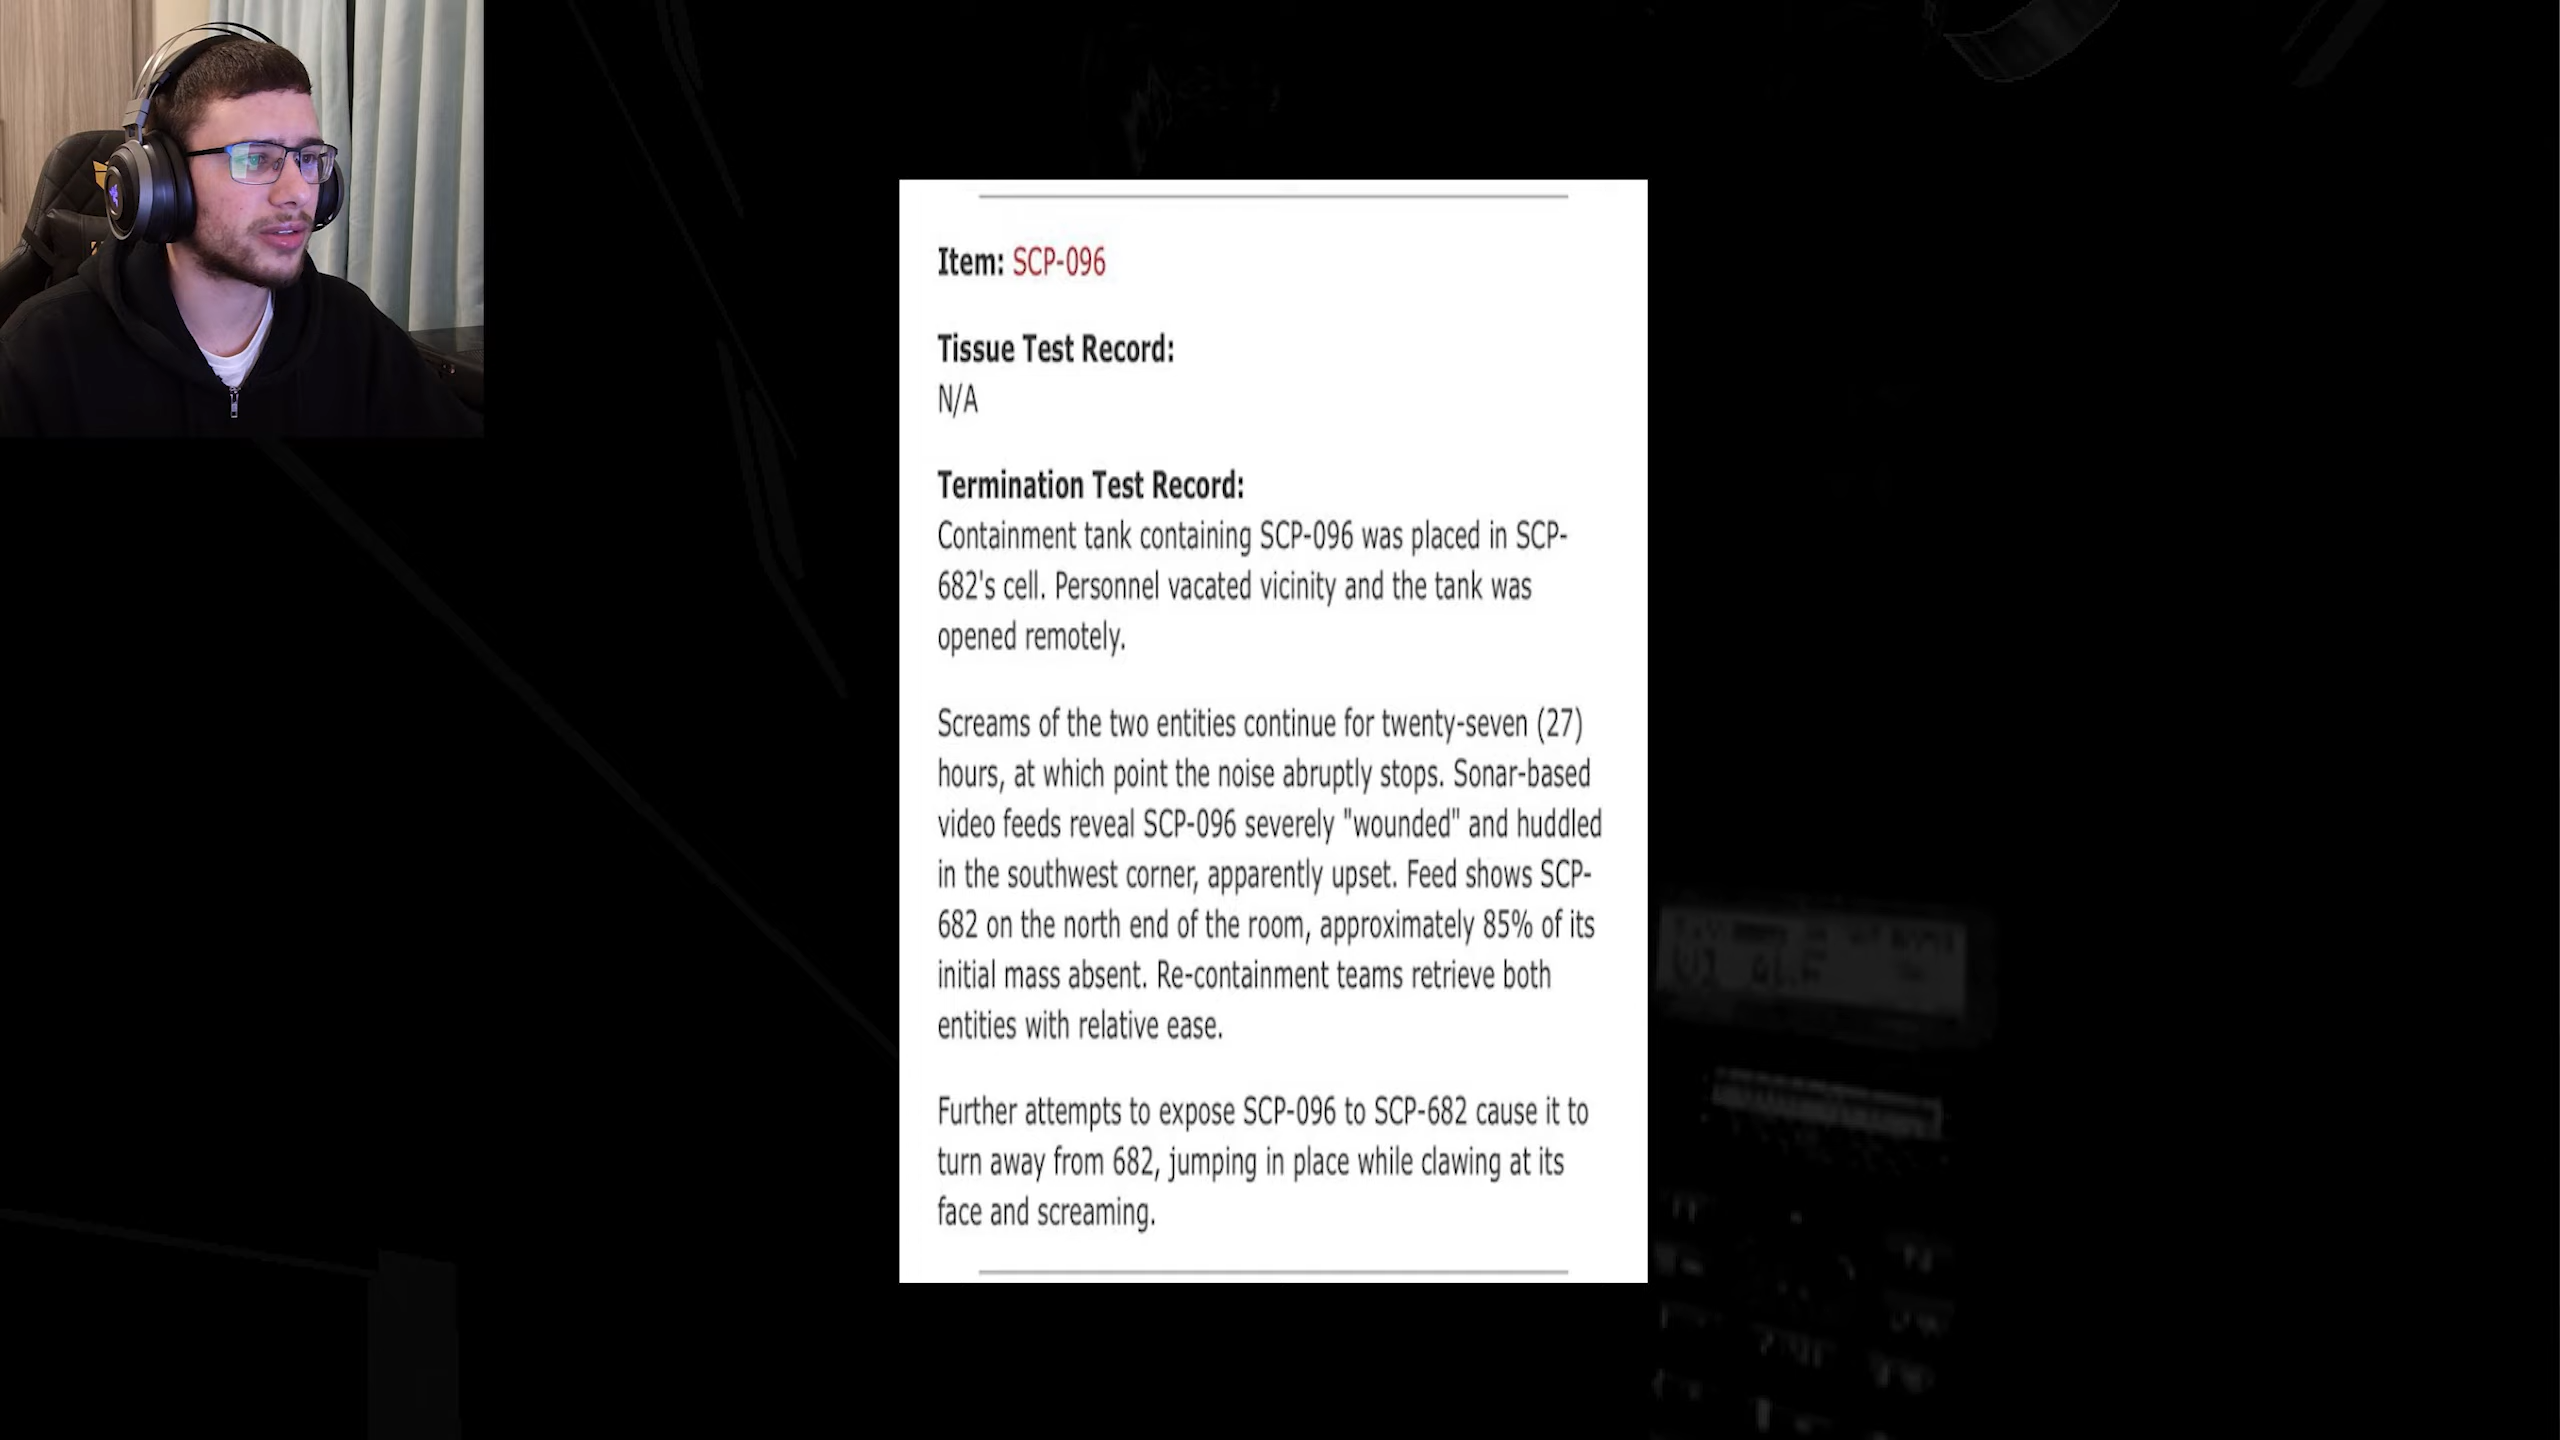 Item: SCP-096
Tissue Test Record:
N/A
Termination Test Record:
Containment tank containing SCP-096 was placed in SCP-
682's cell. Personnel vacated vicinity and the tank was
opened remotely.
Screams of the two entities continue for twenty-seven (27)
hours, at which point the noise abruptly stops. Sonar-based
video feeds reveal SCP-096 severely "wounded" and huddled
in the southwest corner, apparently upset. Feed shows SCP-
682 on the north end of the room, approximately 85% of its
initial mass absent. Re-containment teams retrieve both
entities with relative ease.
Further attempts to expose SCP-096 to SCP-682 cause it to
turn away from 682, jumping in place while clawing at its
face and screaming.